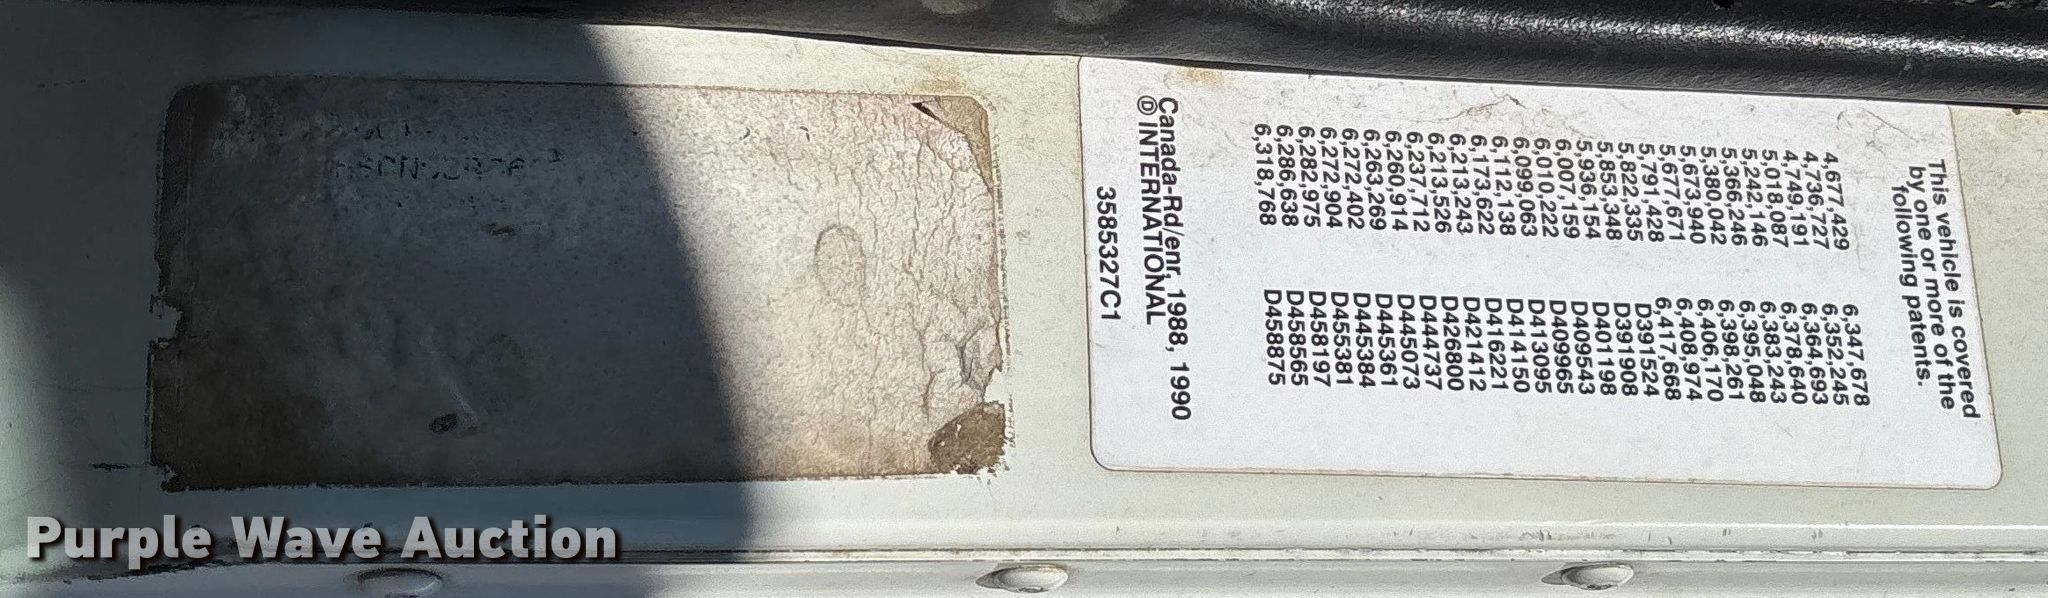 This vehicle is covered
by one or more of the
following patents.
4,677,429 6,347,678
4,736,727 6,352,245
4,749,191 6,364,693
5,018,087 6,378,640
5,242,146 6,383,243
5,366,246 6,395,048
5,380,042 6,398,261
5,673,940 6,406,170
5,677,671 6,408,974
5,791,428 6,417,668
5,822,335 D391524
5,853,348 D391908
5,936,154 D401198
6,007,159 D409543
6,010,222 D409965
6,099,063 D413095
6,112,138 D414150
6,173,622 D416221
6,213,243 D421412
6,213,526 D426800
6,237,712 D444737
6,260,914 D445073
6,263,269 D445361
6,272,402 D445384
6,272,904 D455381
6,282,975 D458197
6,286,638 D458565
6,318,768 D458875
Canada-Rd/enr, 1988, 1990
Ⓓ INTERNATIONAL
3585327C1
Purple Wave Auction